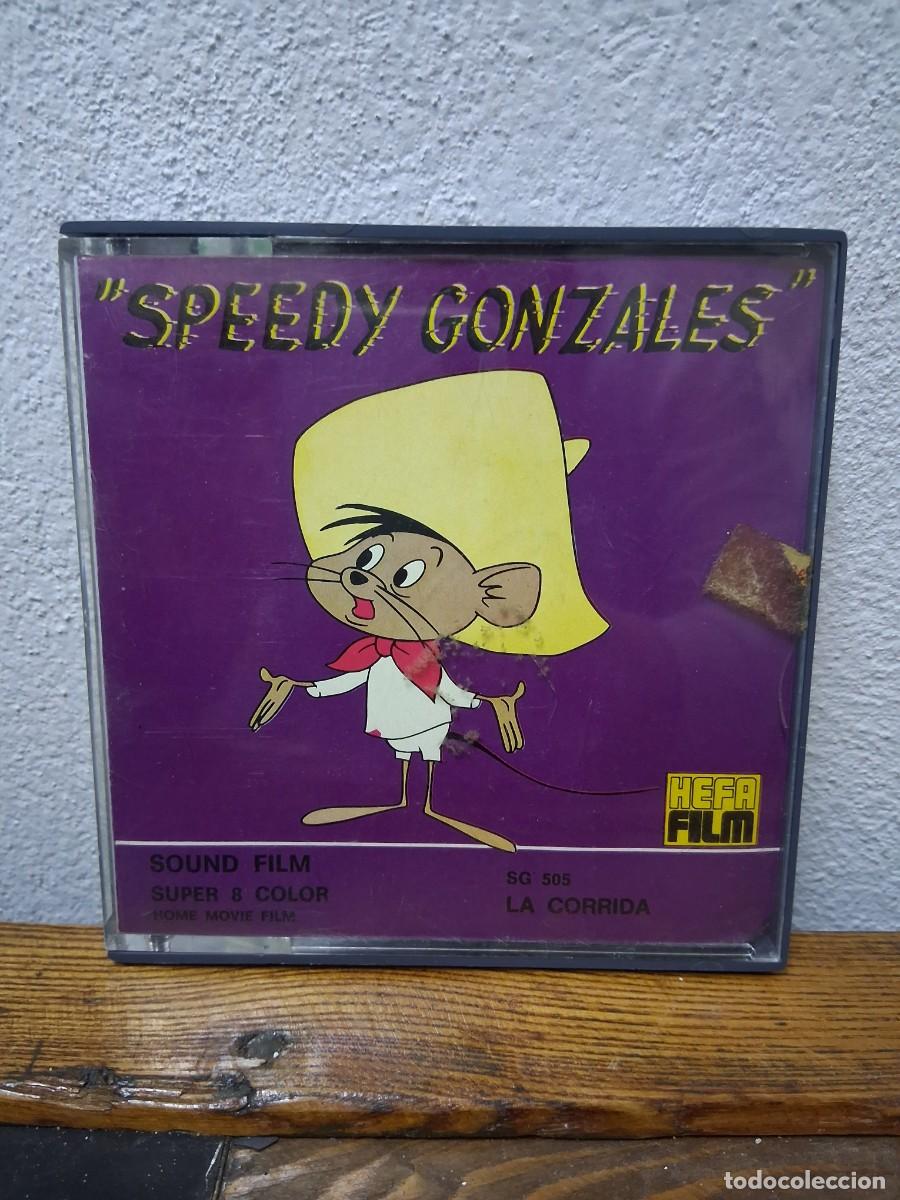 "SPEEDY GONZALES"
HEFA
FILM
SOUND FILM
SUPER 8 COLOR
HOME MOVIE FILM
SG 505
LA CORRIDA
todocoleccion